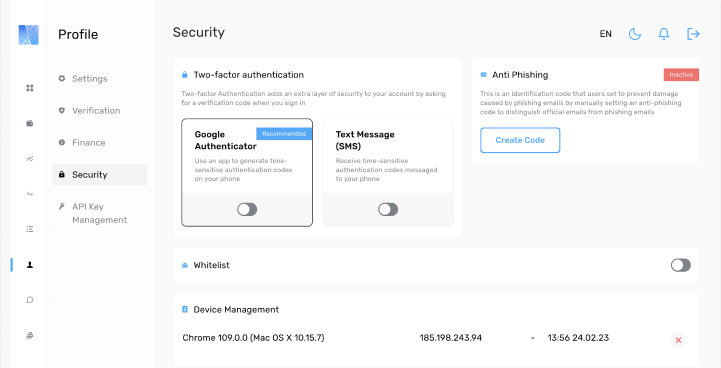 Profile
Security
EN
Settings
Verification
Finance
Security
API Key
Management
Two-factor authentication
Two-factor Authentication adds an extra layer of security to your account by asking
for a verification code when you sign in
Google
Authenticator
Recommended
Use an app to generate time-
sensitive authentication codes
on your phone
Text Message
(SMS)
Receive time-sensitive
authentication codes messaged
to your phone
Anti Phishing
Inactive
This is an identification code that users set to prevent damage
caused by phishing emails by manually setting an anti-phishing
code to distinguish official emails from phishing emails
Create Code
Whitelist
Device Management
Chrome 109.0.0 (Mac OS X 10.15.7) 185.198.243.94 - 13:56 24.02.23